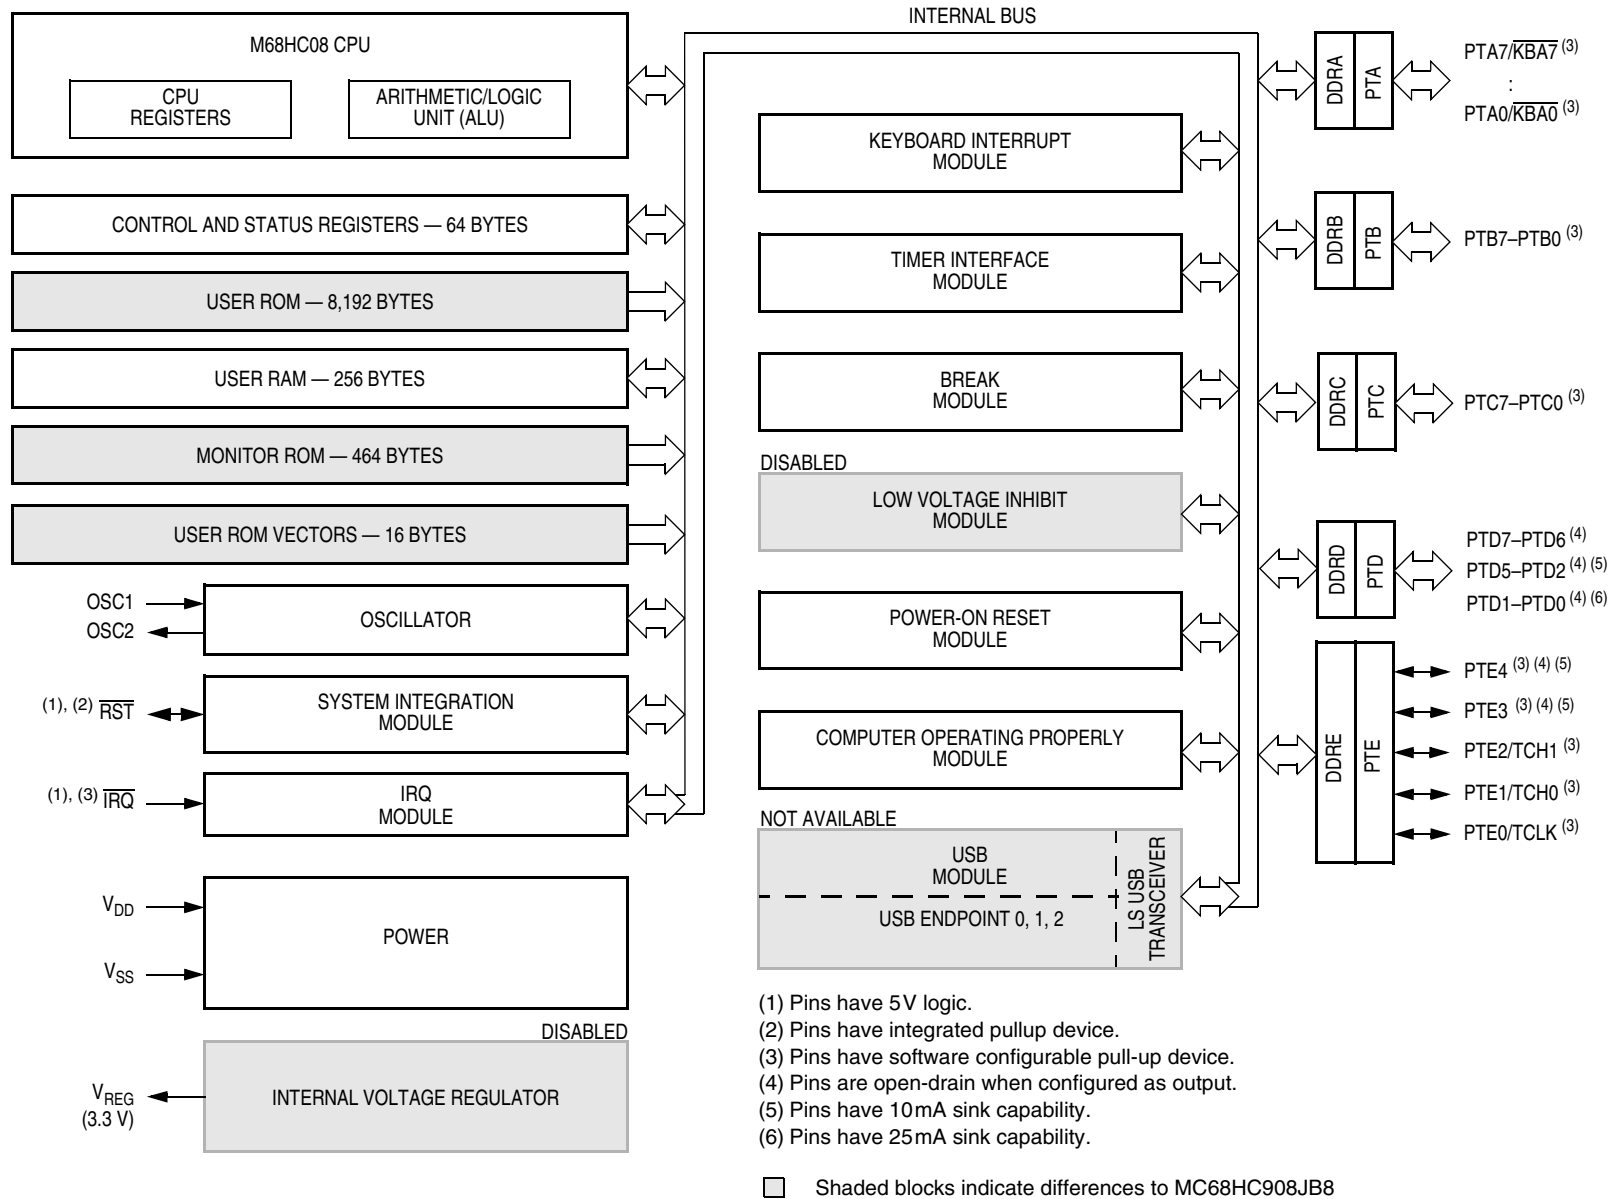 INTERNAL BUS
M68HC08 CPU
CPU
REGISTERS
ARITHMETIC/LOGIC
UNIT (ALU)
CONTROL AND STATUS REGISTERS — 64 BYTES
USER ROM — 8,192 BYTES
USER RAM — 256 BYTES
MONITOR ROM — 464 BYTES
USER ROM VECTORS — 16 BYTES
OSC1
OSC2
OSCILLATOR
(1), (2) RST
SYSTEM INTEGRATION
MODULE
(1), (3) IRQ
IRQ
MODULE
VDD
VSS
POWER
DISABLED
VREG
(3.3 V)
INTERNAL VOLTAGE REGULATOR
KEYBOARD INTERRUPT
MODULE
TIMER INTERFACE
MODULE
BREAK
MODULE
DISABLED
LOW VOLTAGE INHIBIT
MODULE
POWER-ON RESET
MODULE
COMPUTER OPERATING PROPERLY
MODULE
NOT AVAILABLE
USB
MODULE
USB ENDPOINT 0, 1, 2
LS USB
TRANSCEIVER
DDRA
PTA
PTA7/KBA7 (3)
:
PTA0/KBA0 (3)
DDRB
PTB
PTB7–PTB0 (3)
DDRC
PTC
PTC7–PTC0 (3)
DDRD
PTD
PTD7–PTD6 (4)
PTD5–PTD2 (4) (5)
PTD1–PTD0 (4) (6)
DDRE
PTE
PTE4 (3) (4) (5)
PTE3 (3) (4) (5)
PTE2/TCH1 (3)
PTE1/TCH0 (3)
PTE0/TCLK (3)
(1) Pins have 5V logic.
(2) Pins have integrated pullup device.
(3) Pins have software configurable pull-up device.
(4) Pins are open-drain when configured as output.
(5) Pins have 10mA sink capability.
(6) Pins have 25mA sink capability.
Shaded blocks indicate differences to MC68HC908JB8